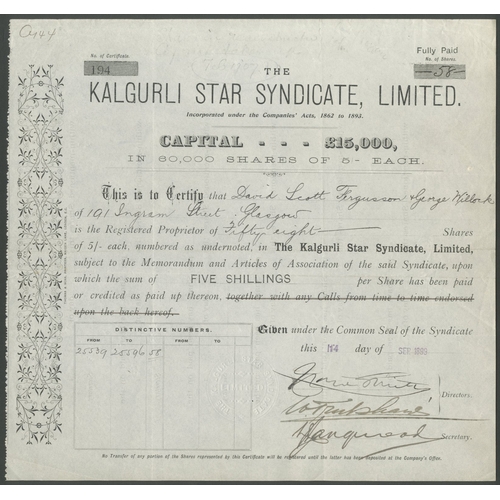 No. of Certificate.
194
Fully Paid
No. of Shares
58
THE
KALGURLI STAR SYNDICATE, LIMITED.
Incorporated under the Companies' Acts, 1862 to 1893.
CAPITAL - - - £15,000,
IN 60,000 SHARES OF 5/- EACH.
This is to Certify that David Scott Fergusson & George
of 101 Ingram Street Glasgow
is the Registered Proprietor of Fifty eight Shares
of 5/- each, numbered as undernoted, in The Kalgurli Star Syndicate, Limited,
subject to the Memorandum and Articles of Association of the said Syndicate, upon
which the sum of FIVE SHILLINGS per Share has been paid
or credited as paid up thereon, together with any Calls from time to time endorsed
upon the back hereof.
DISTINCTIVE NUMBERS.
FROM TO FROM TO
25539 25596 58
Given under the Common Seal of the Syndicate
this day of SEP
Directors.
Secretary.
No Transfer of any portion of the Shares represented by this Certificate will be registered until the latter has been deposited at the Company's Office.